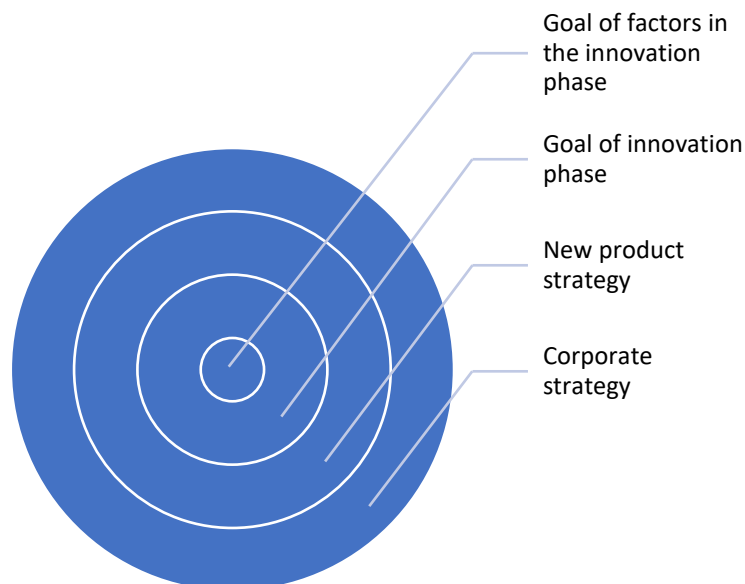 Goal of factors in
the innovation
phase
Goal of innovation
phase
New product
strategy
Corporate
strategy